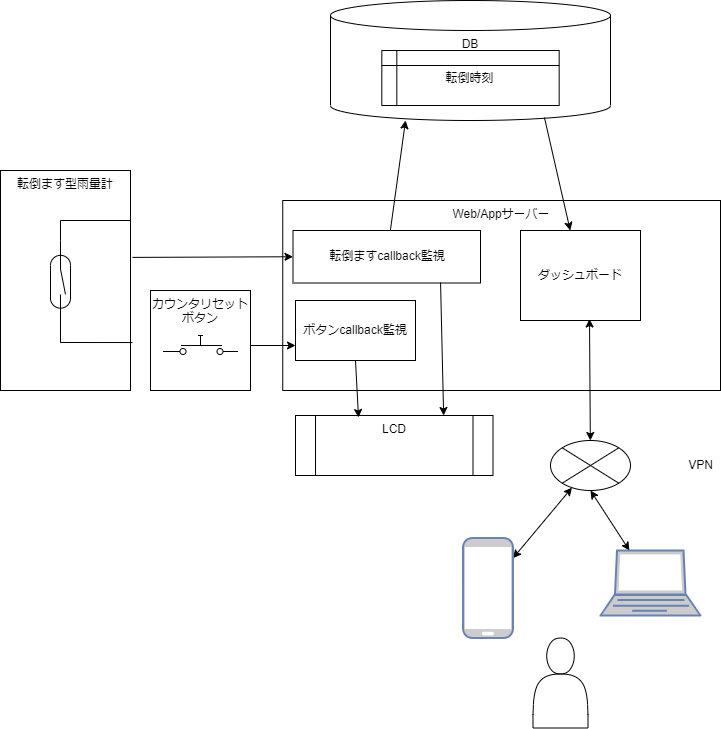 DB
転倒時刻
転倒ます型雨量計
Web/Appサーバー
転倒ますcallback監視
ダッシュボード
カウンタリセット
ボタン
ボタンcallback監視
LCD
VPN